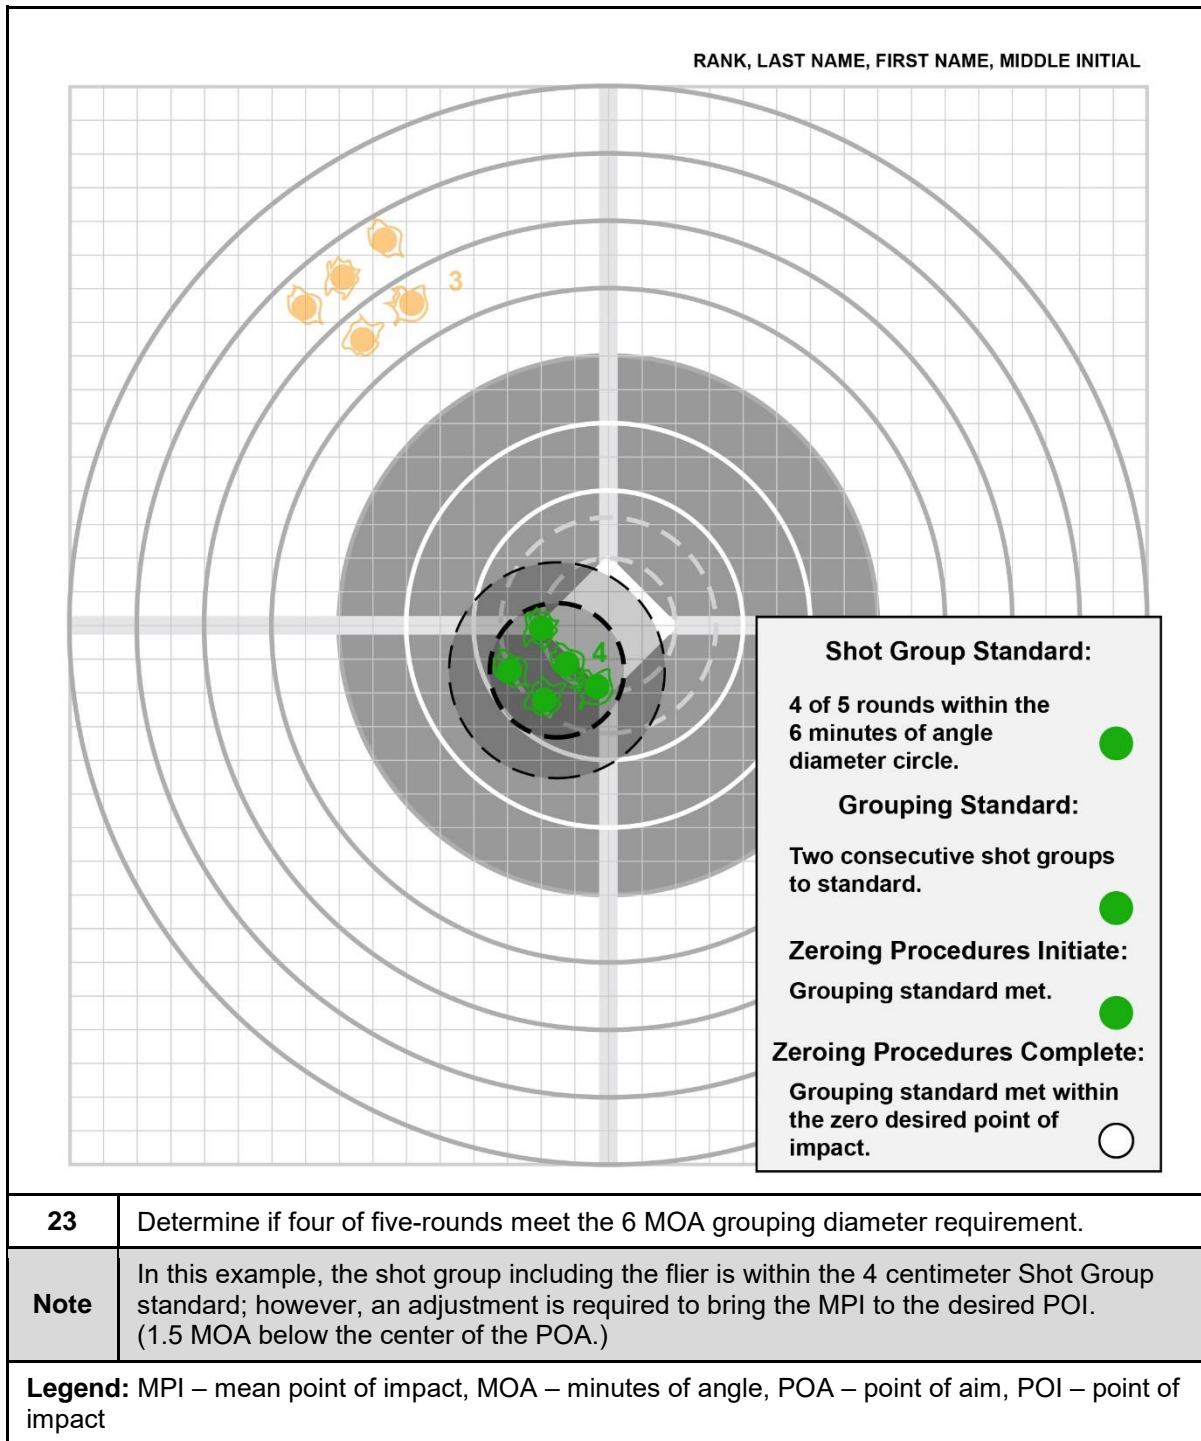 RANK, LAST NAME, FIRST NAME, MIDDLE INITIAL
3
4
Shot Group Standard:
4 of 5 rounds within the
6 minutes of angle
diameter circle.
Grouping Standard:
Two consecutive shot groups
to standard.
Zeroing Procedures Initiate:
Grouping standard met.
Zeroing Procedures Complete:
Grouping standard met within
the zero desired point of
impact.
23 Determine if four of five-rounds meet the 6 MOA grouping diameter requirement.
Note
In this example, the shot group including the flier is within the 4 centimeter Shot Group
standard; however, an adjustment is required to bring the MPI to the desired POI.
(1.5 MOA below the center of the POA.)
Legend: MPI – mean point of impact, MOA – minutes of angle, POA – point of aim, POI – point of
impact